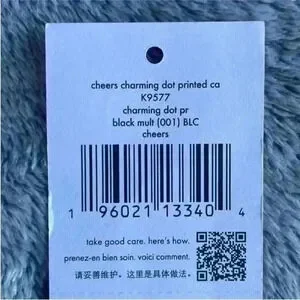 cheers charming dot printed ca
K9577
charming dot pr
black mult (001) BLC
cheers
1 96021 13340 4
take good care. here's how.
prenez-en bien soin. voici comment.
请妥善维护。这里是具体做法。